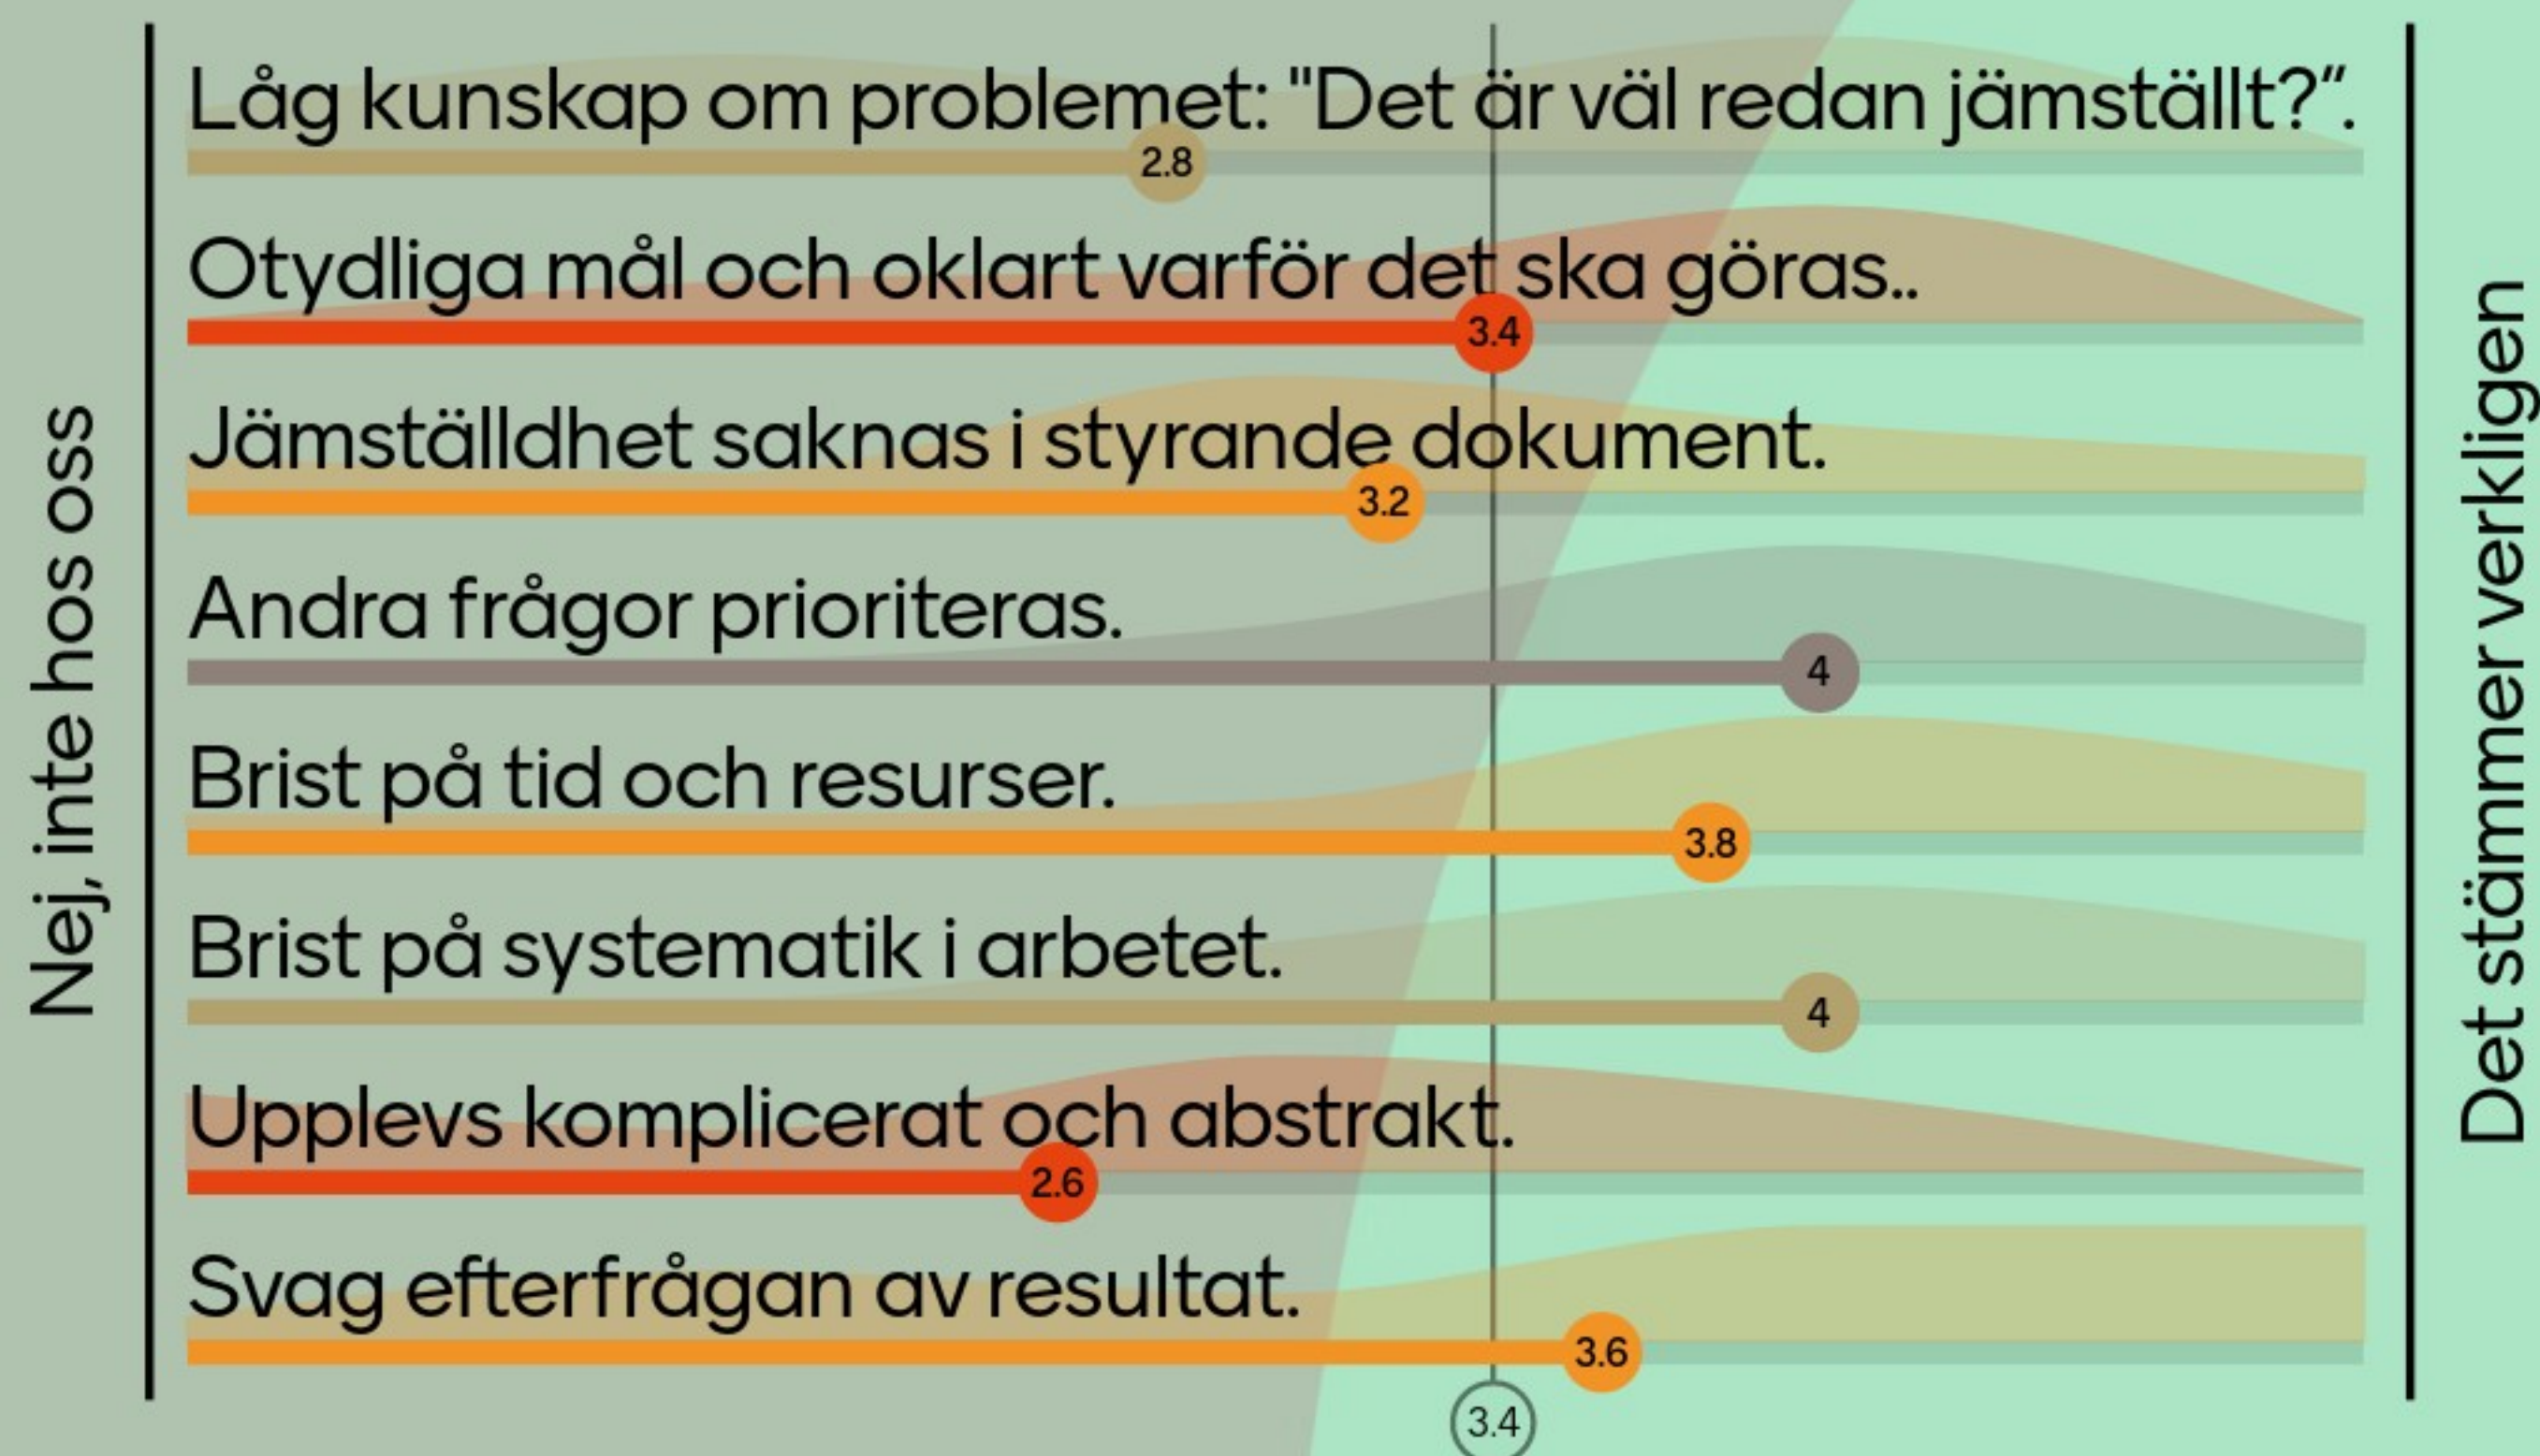 Låg kunskap om problemet: "Det är väl redan jämställt?”.
2.8
Otydliga mål och oklart varför det ska göras..
3.4
Jämställdhet saknas i styrande dokument.
3.2
Andra frågor prioriteras.
4
Brist på tid och resurser.
3.8
Brist på systematik i arbetet.
4
Upplevs komplicerat och abstrakt.
2.6
Svag efterfrågan av resultat.
3.6
3.4
Nej, inte hos oss
Det stämmer verkligen